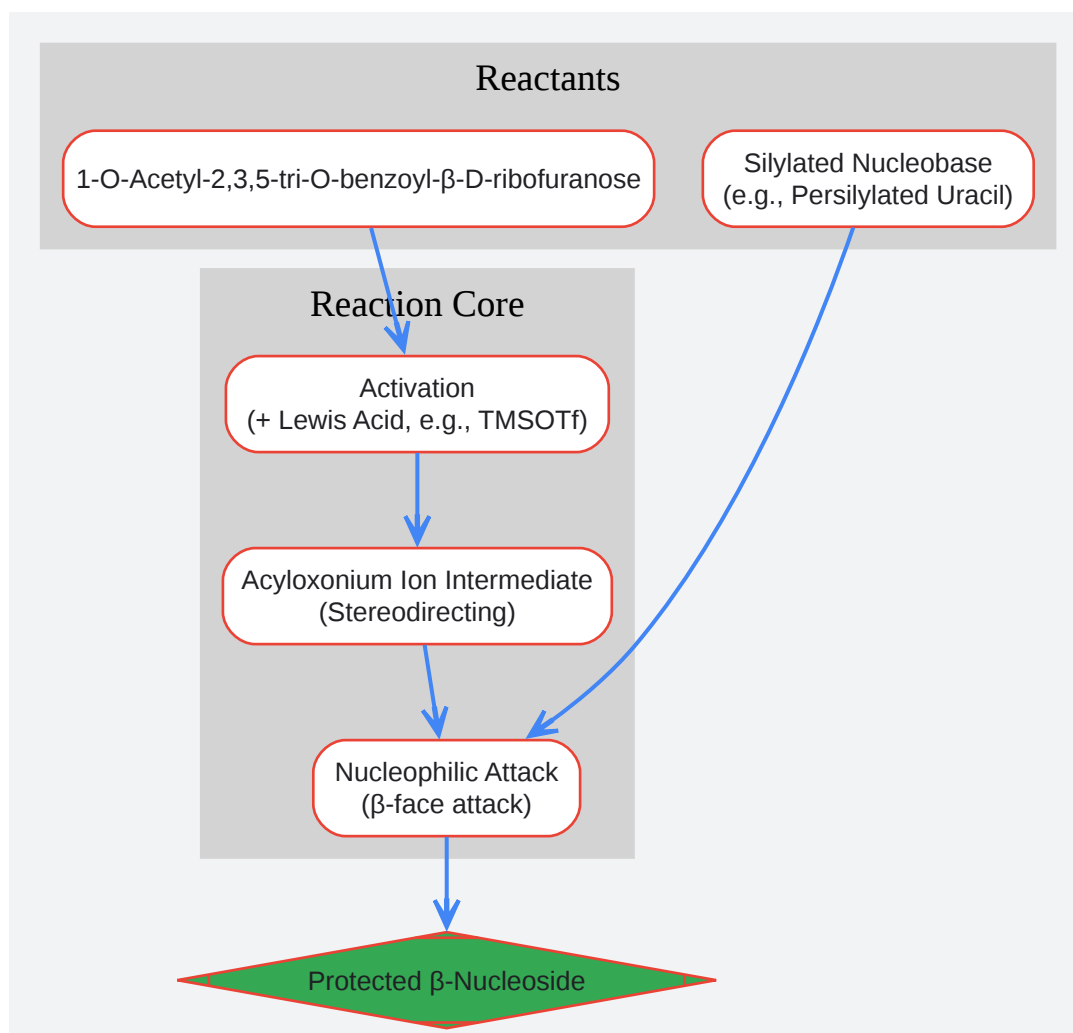 Reactants
1-O-Acetyl-2,3,5-tri-O-benzoyl-β-D-ribofuranose
Silylated Nucleobase
(e.g., Persilylated Uracil)
Reaction Core
Activation
(+ Lewis Acid, e.g., TMSOTf)
Acyloxonium Ion Intermediate
(Stereodirecting)
Nucleophilic Attack
(β-face attack)
Protected β-Nucleoside